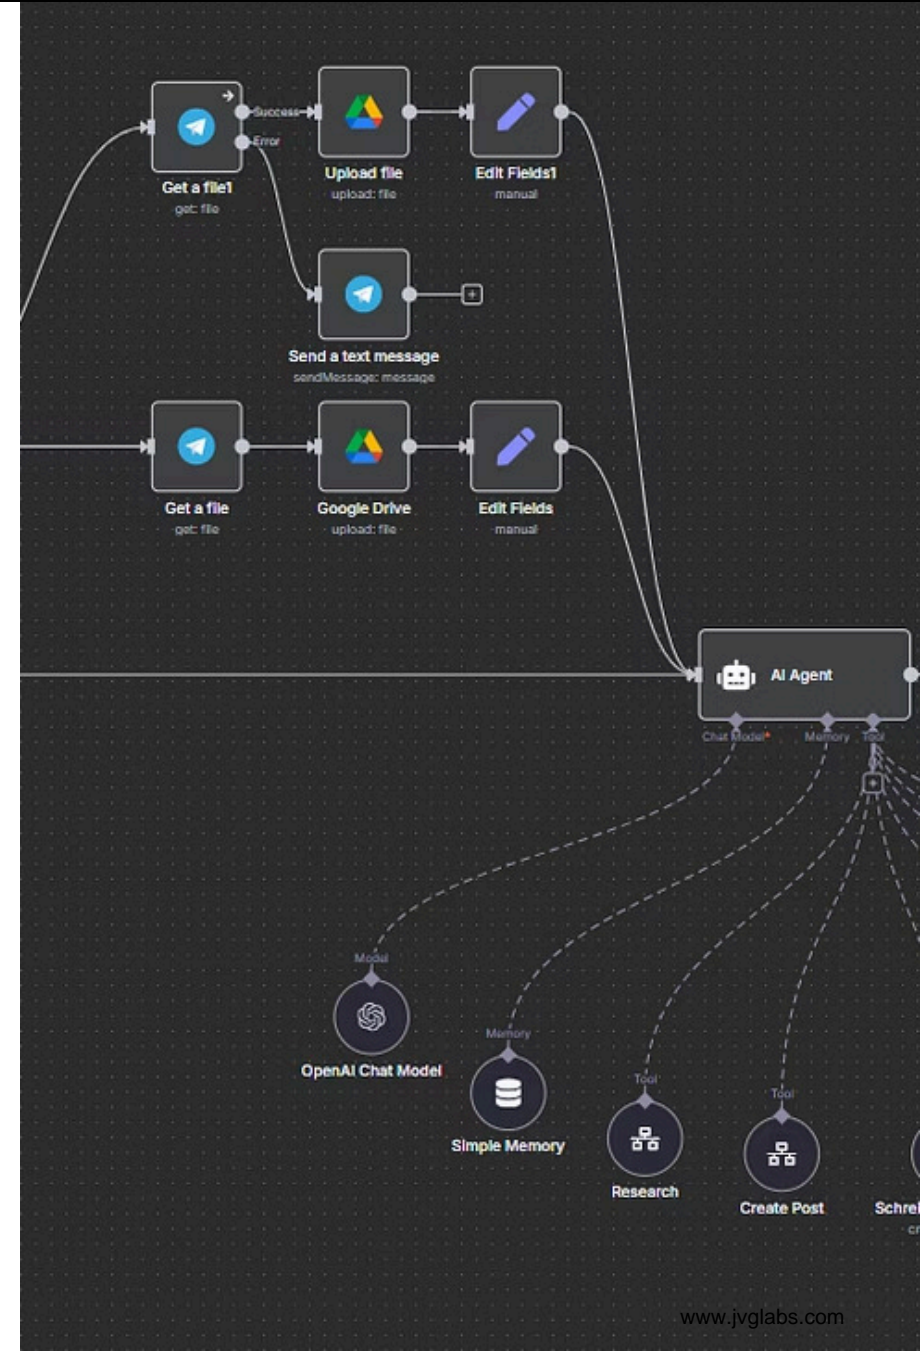 Success
Error
Get a file1
get: file
Upload file
upload: file
Edit Fields1
manual
Send a text message
sendMessage: message
Get a file
get: file
Google Drive
upload: file
Edit Fields
manual
AI Agent
Chat Model*
Memory
Tool
Model
OpenAI Chat Model
Memory
Simple Memory
Tool
Research
Tool
Create Post
Schrei
cr
www.jvglabs.com